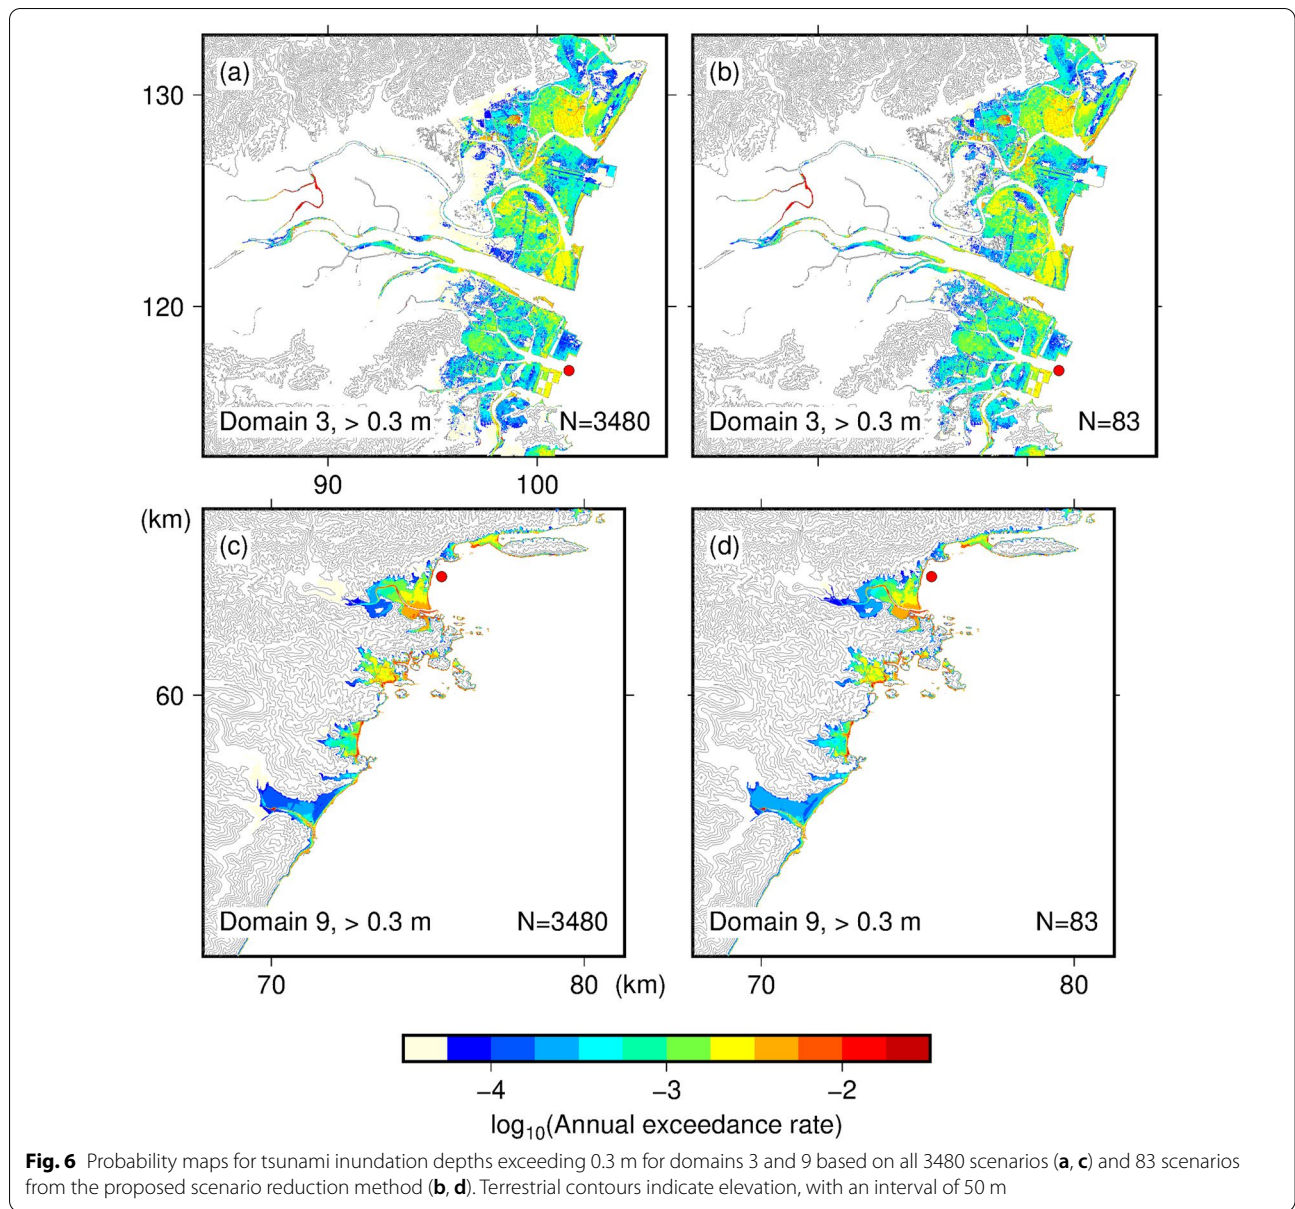 (a)
(b)
130
120
Domain 3, > 0.3 m
N=3480
Domain 3, > 0.3 m
N=83
90
100
(km)
(c)
(d)
60
Domain 9, > 0.3 m
N=3480
Domain 9, > 0.3 m
N=83
70
80
(km)
70
80
−4
−3
−2
log10(Annual exceedance rate)
Fig. 6 Probability maps for tsunami inundation depths exceeding 0.3 m for domains 3 and 9 based on all 3480 scenarios (a, c) and 83 scenarios
from the proposed scenario reduction method (b, d). Terrestrial contours indicate elevation, with an interval of 50 m